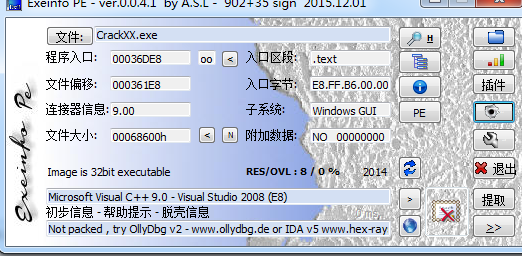 Exeinfo PE - ver.0.0.4.1 by A.S.L - 902+35 sign 2015.12.01
文件: CrackXX.exe H
程序入口: 00036DE8 oo < 入口区段: .text
文件偏移: 000361E8 入口字节: E8.FF.B6.00.00 插件
连接器信息: 9.00 子系统: Windows GUI PE
文件大小: 00068600h < N 附加数据: NO 00000000
Image is 32bit executable RES/OVL : 8 / 0 % 2014 退出
Microsoft Visual C++ 9.0 - Visual Studio 2008 (E8) > 提取
初步信息 - 帮助提示 - 脱壳信息
Not packed , try OllyDbg v2 - www.ollydbg.de or IDA v5 www.hex-ray >>
Exeinfo Pe